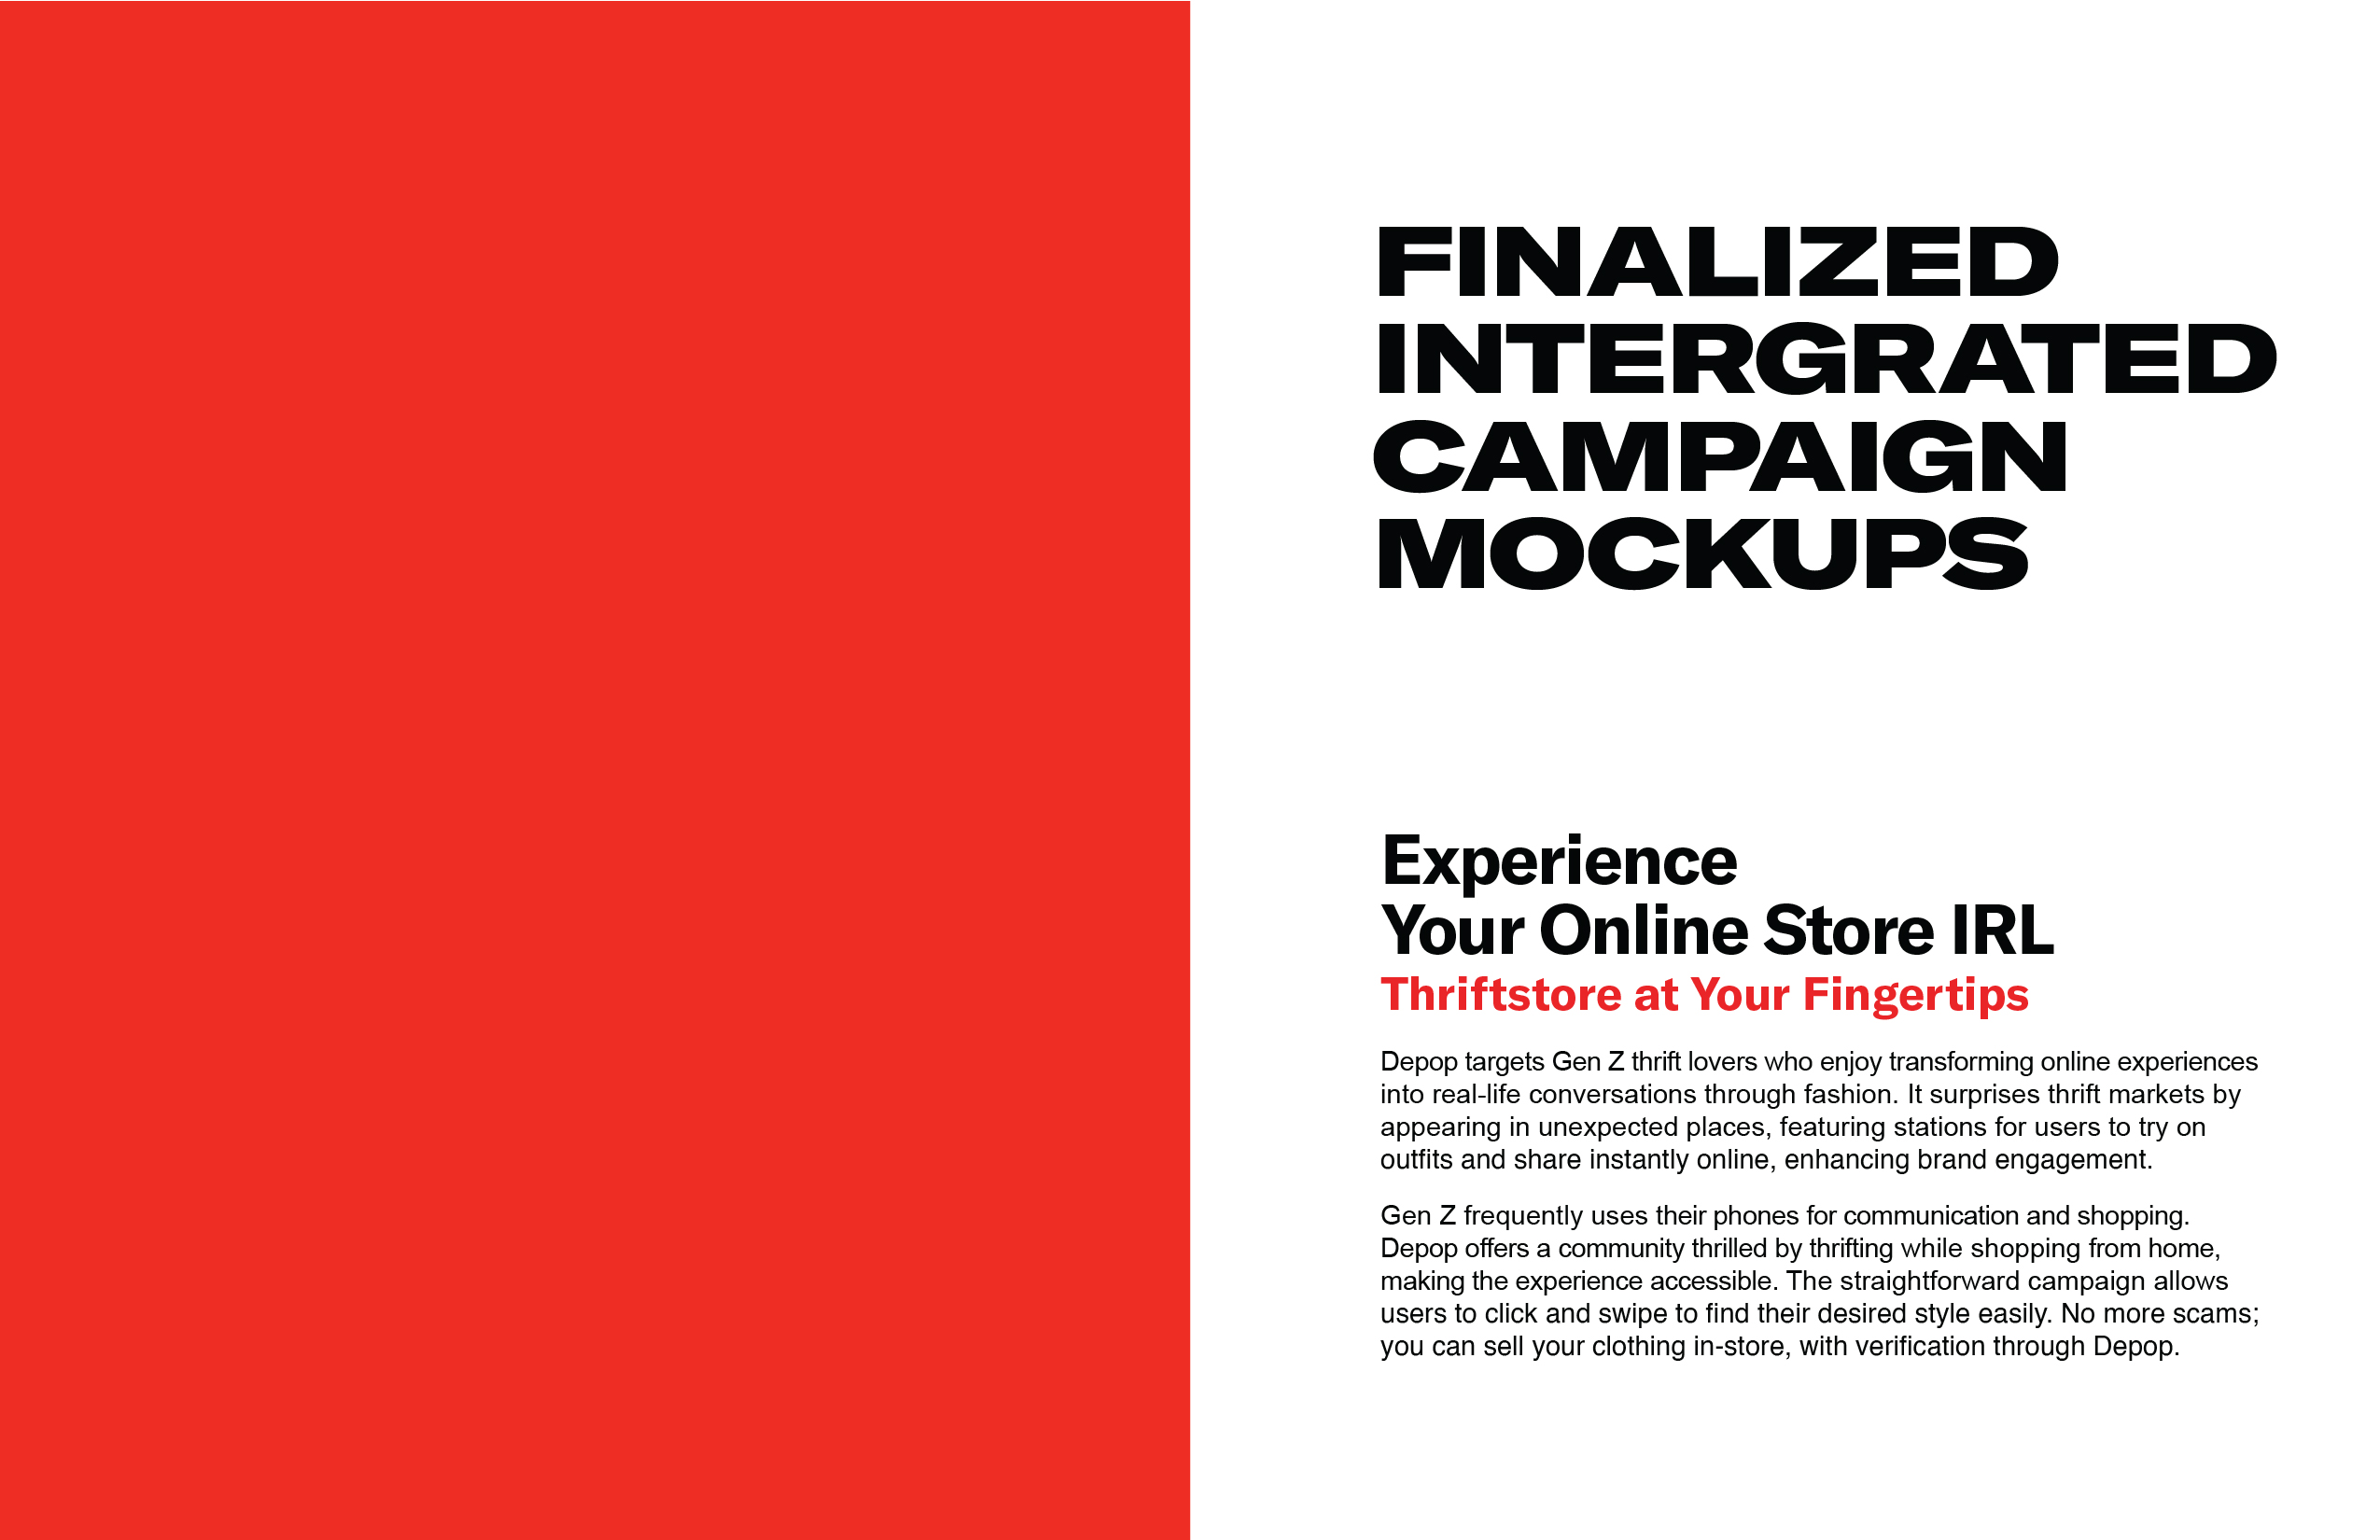 FINALIZED
INTERGRATED
CAMPAIGN
MOCKUPS
Experience
Your Online Store IRL
Thriftstore at Your Fingertips
Depop targets Gen Z thrift lovers who enjoy transforming online experiences
into real-life conversations through fashion. It surprises thrift markets by
appearing in unexpected places, featuring stations for users to try on
outfits and share instantly online, enhancing brand engagement.
Gen Z frequently uses their phones for communication and shopping.
Depop offers a community thrilled by thrifting while shopping from home,
making the experience accessible. The straightforward campaign allows
users to click and swipe to find their desired style easily. No more scams;
you can sell your clothing in-store, with verification through Depop.